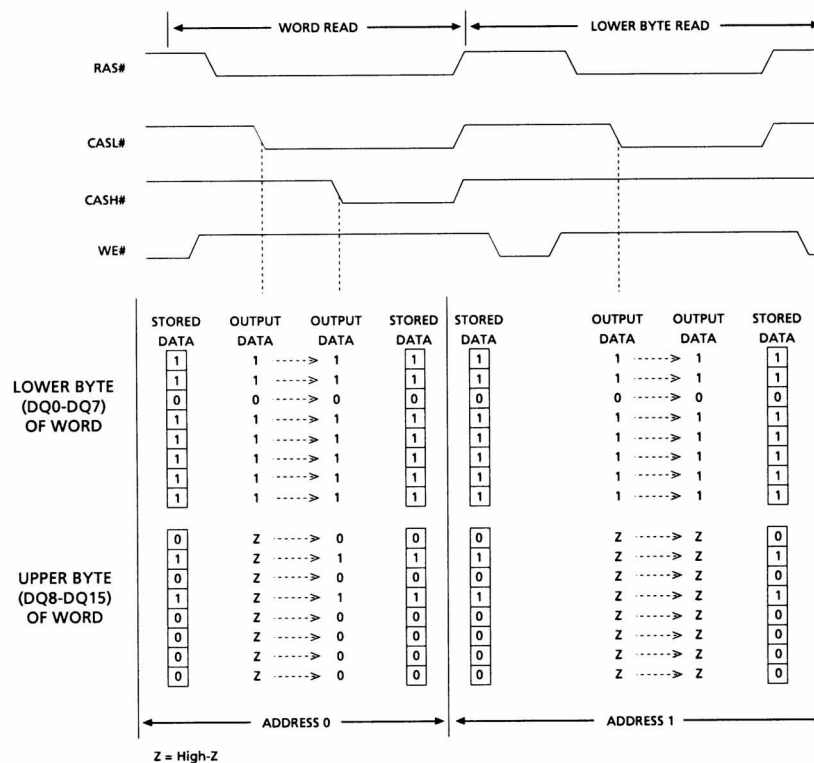 WORD READ LOWER BYTE READ
RAS#
CASL#
CASH#
WE#
STORED OUTPUT OUTPUT STORED STORED OUTPUT OUTPUT STORED
DATA DATA DATA DATA DATA DATA DATA DATA
LOWER BYTE
(DQ0-DQ7)
OF WORD
1 1 1 1 1 1 1 1
1 1 1 1 1 1 1 1
0 0 0 0 0 0 0 0
1 1 1 1 1 1 1 1
1 1 1 1 1 1 1 1
1 1 1 1 1 1 1 1
1 1 1 1 1 1 1 1
1 1 1 1 1 1 1 1
UPPER BYTE
(DQ8-DQ15)
OF WORD
0 Z 0 0 0 Z Z 0
1 Z 1 1 1 Z Z 1
0 Z 0 0 0 Z Z 0
1 Z 1 1 1 Z Z 1
0 Z 0 0 0 Z Z 0
0 Z 0 0 0 Z Z 0
0 Z 0 0 0 Z Z 0
0 Z 0 0 0 Z Z 0
ADDRESS 0 ADDRESS 1
Z = High-Z